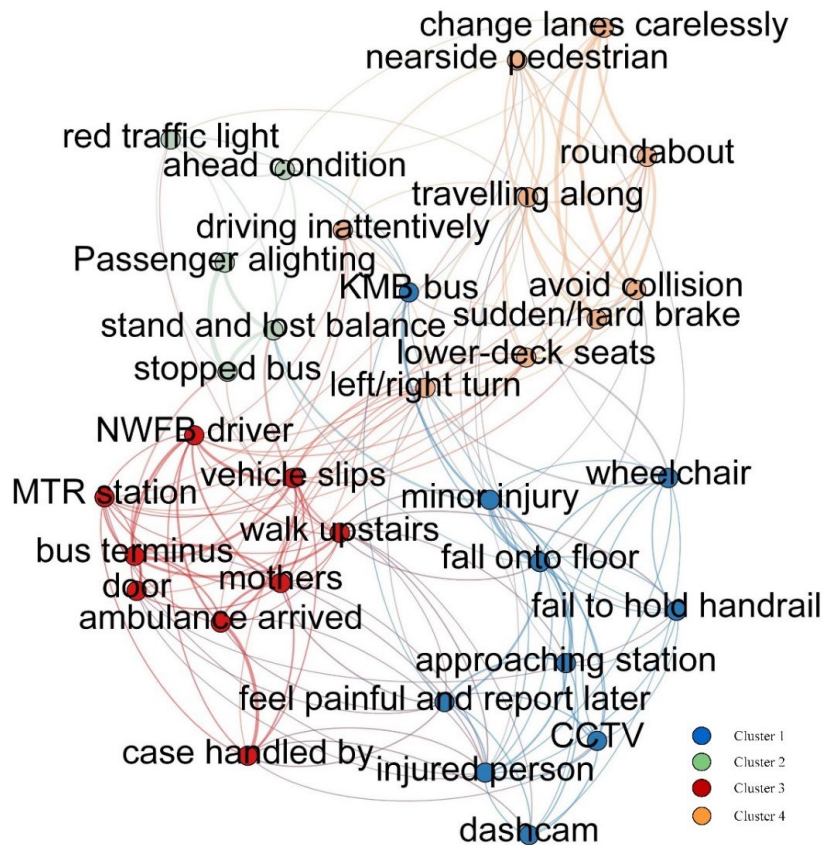 change lanes carelessly
nearside pedestrian
red traffic light
roundabout
ahead condition
travelling along
driving inattentively
Passenger alighting
KMB bus
avoid collision
sudden/hard brake
stand and lost balance
lower-deck seats
stopped bus
left/right turn
NWFB driver
vehicle slips
wheelchair
MTR station
minor injury
walk upstairs
bus terminus
fall onto floor
door
mothers
fail to hold handrail
ambulance arrived
approaching station
feel painful and report later
case handled by
CCTV
injured person
dashcam
Cluster 1
Cluster 2
Cluster 3
Cluster 4